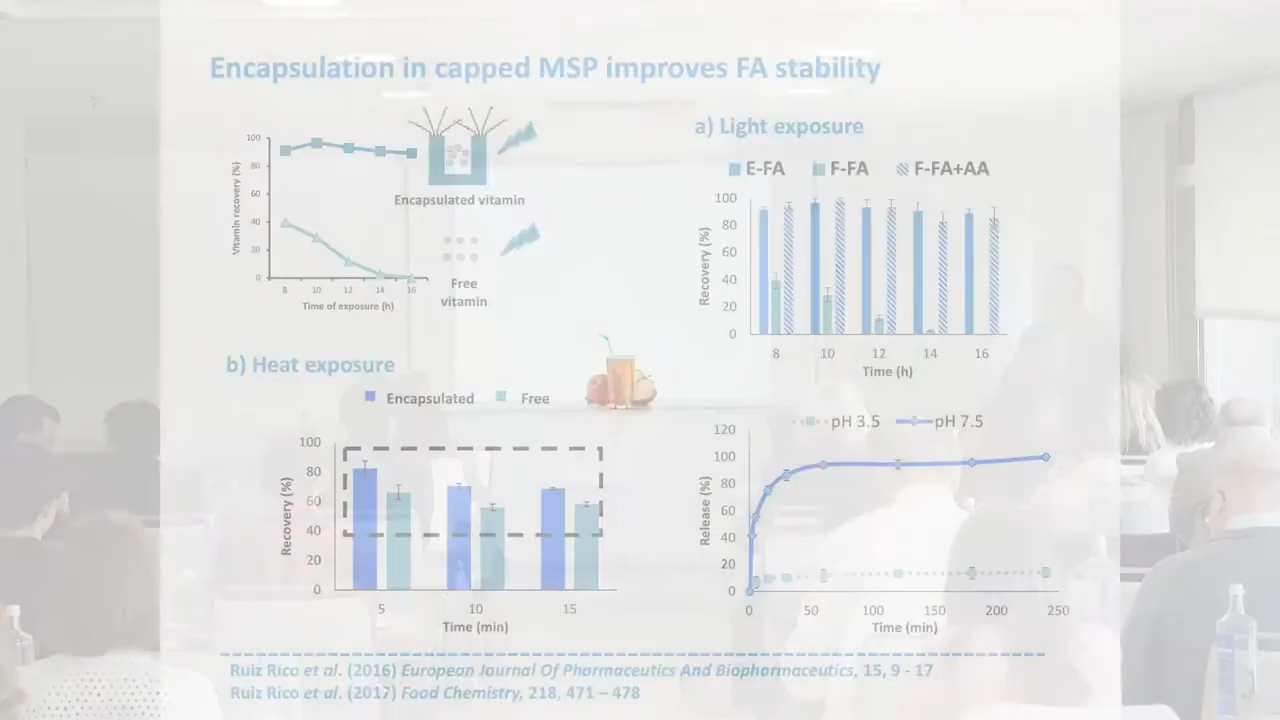 Encapsulation in capped MSP improves FA stability
100
80
60
40
20
0
Vitamin recovery (%)
8 10 12 14 16
Time of exposure (h)
Encapsulated vitamin
Free
vitamin
a) Light exposure
E-FA F-FA F-FA+AA
100
80
60
40
20
0
Recovery (%)
8 10 12 14 16
Time (h)
b) Heat exposure
Encapsulated Free
100
80
60
40
20
0
Recovery (%)
5 10 15
Time (min)
pH 3.5 pH 7.5
120
100
80
60
40
20
0
Release (%)
0 50 100 150 200 250
Time (min)
Ruiz Rico et al. (2016) European Journal Of Pharmaceutics And Biopharmaceutics, 15, 9 - 17
Ruiz Rico et al. (2017) Food Chemistry, 218, 471 – 478